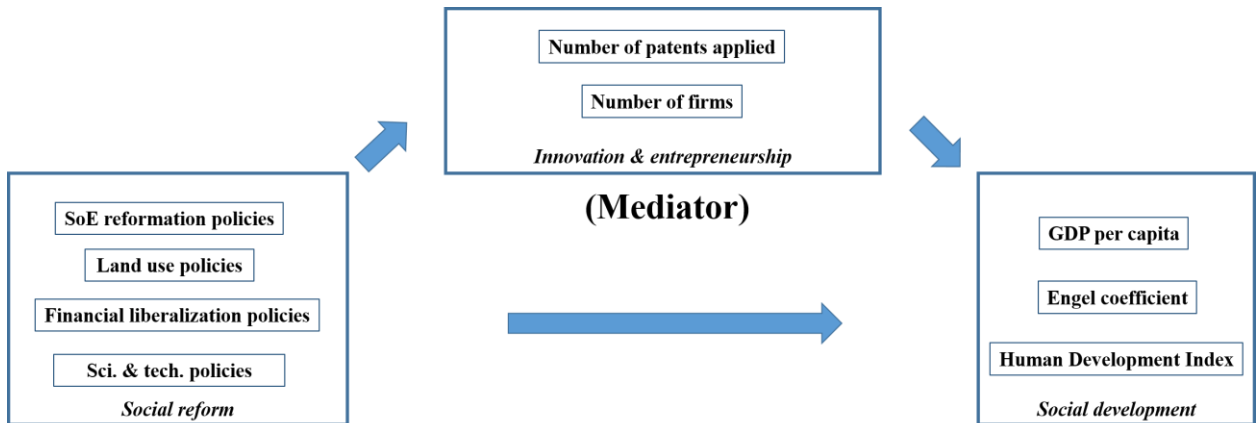 Number of patents applied
Number of firms
Innovation & entrepreneurship
(Mediator)
SoE reformation policies
Land use policies
Financial liberalization policies
Sci. & tech. policies
Social reform
GDP per capita
Engel coefficient
Human Development Index
Social development